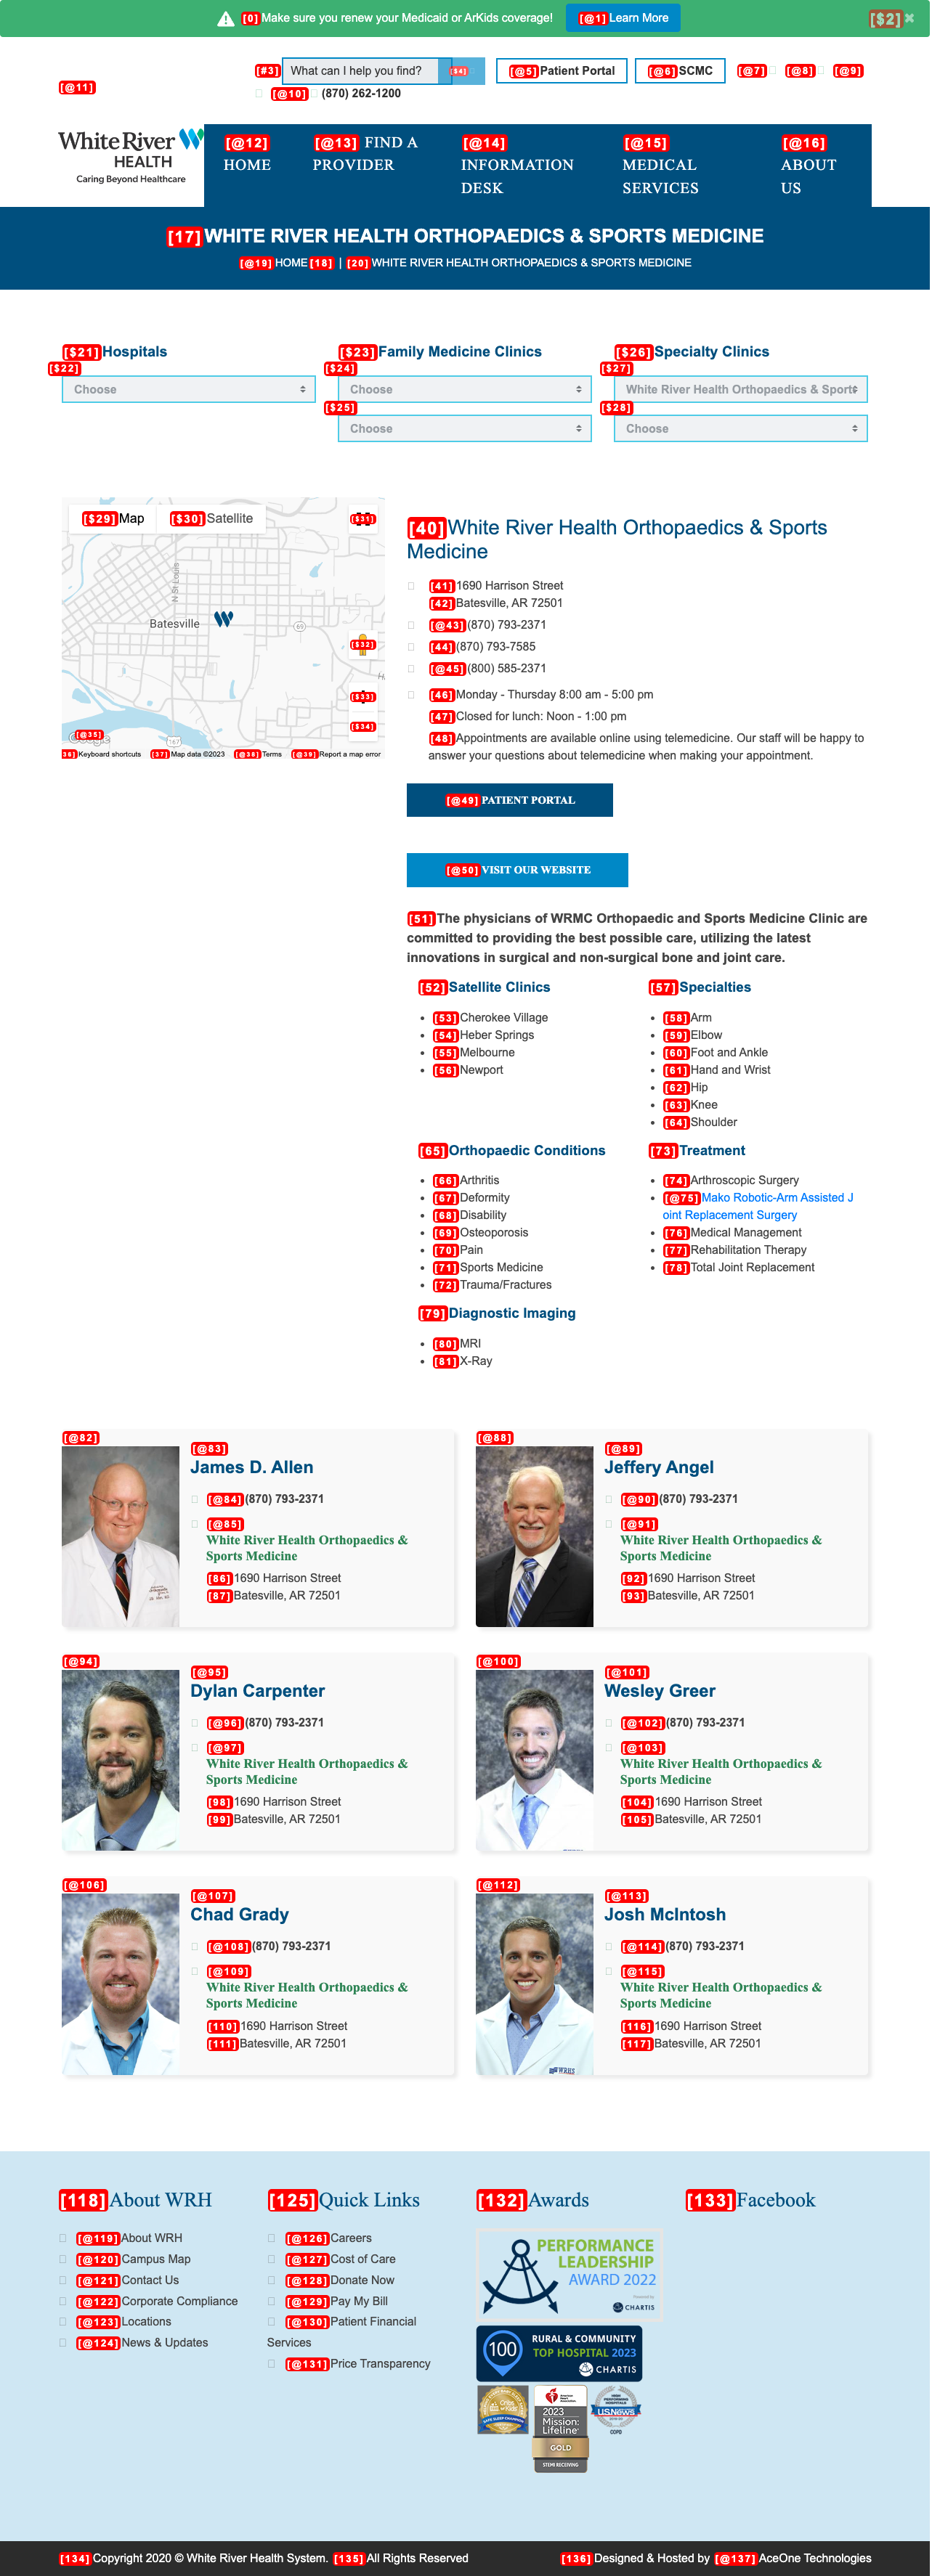 [0] Make sure you renew your Medicaid or ArKids coverage! [@1] Learn More [$2] ×
[#3] What can I help you find? [$4] [@5] Patient Portal [@6] SCMC [@7] [@8] [@9]
[@10] (870) 262-1200
[@11]
White River
HEALTH
Caring Beyond Healthcare
[@12] HOME
[@13] FIND A PROVIDER
[@14] INFORMATION DESK
[@15] MEDICAL SERVICES
[@16] ABOUT US
[17] WHITE RIVER HEALTH ORTHOPAEDICS & SPORTS MEDICINE
[@19] HOME [18] | [20] WHITE RIVER HEALTH ORTHOPAEDICS & SPORTS MEDICINE
[$21] Hospitals
[$22]
Choose
[$23] Family Medicine Clinics
[$24]
Choose
[$25]
Choose
[$26] Specialty Clinics
[$27]
White River Health Orthopaedics & Sports
[$28]
Choose
[$29] Map [$30] Satellite [$31]
N St Louis
Batesville
69
[$32]
[$33]
[$34]
[@35]
167
36] Keyboard shortcuts [37] Map data ©2023 [@38] Terms [@39] Report a map error
[40] White River Health Orthopaedics & Sports
Medicine
[41] 1690 Harrison Street
[42] Batesville, AR 72501
[@43] (870) 793-2371
[44] (870) 793-7585
[@45] (800) 585-2371
[46] Monday - Thursday 8:00 am - 5:00 pm
[47] Closed for lunch: Noon - 1:00 pm
[48] Appointments are available online using telemedicine. Our staff will be happy to
answer your questions about telemedicine when making your appointment.
[@49] PATIENT PORTAL
[@50] VISIT OUR WEBSITE
[51] The physicians of WRMC Orthopaedic and Sports Medicine Clinic are
committed to providing the best possible care, utilizing the latest
innovations in surgical and non-surgical bone and joint care.
[52] Satellite Clinics
[53] Cherokee Village
[54] Heber Springs
[55] Melbourne
[56] Newport
[57] Specialties
[58] Arm
[59] Elbow
[60] Foot and Ankle
[61] Hand and Wrist
[62] Hip
[63] Knee
[64] Shoulder
[65] Orthopaedic Conditions
[66] Arthritis
[67] Deformity
[68] Disability
[69] Osteoporosis
[70] Pain
[71] Sports Medicine
[72] Trauma/Fractures
[73] Treatment
[74] Arthroscopic Surgery
[@75] Mako Robotic-Arm Assisted J
oint Replacement Surgery
[76] Medical Management
[77] Rehabilitation Therapy
[78] Total Joint Replacement
[79] Diagnostic Imaging
[80] MRI
[81] X-Ray
[@82]
[@83]
James D. Allen
[@84] (870) 793-2371
[@85]
White River Health Orthopaedics &
Sports Medicine
[86] 1690 Harrison Street
[87] Batesville, AR 72501
[@88]
[@89]
Jeffery Angel
[@90] (870) 793-2371
[@91]
White River Health Orthopaedics &
Sports Medicine
[92] 1690 Harrison Street
[93] Batesville, AR 72501
[@94]
[@95]
Dylan Carpenter
[@96] (870) 793-2371
[@97]
White River Health Orthopaedics &
Sports Medicine
[98] 1690 Harrison Street
[99] Batesville, AR 72501
[@100]
[@101]
Wesley Greer
[@102] (870) 793-2371
[@103]
White River Health Orthopaedics &
Sports Medicine
[104] 1690 Harrison Street
[105] Batesville, AR 72501
[@106]
[@107]
Chad Grady
[@108] (870) 793-2371
[@109]
White River Health Orthopaedics &
Sports Medicine
[110] 1690 Harrison Street
[111] Batesville, AR 72501
[@112]
[@113]
Josh McIntosh
[@114] (870) 793-2371
[@115]
White River Health Orthopaedics &
Sports Medicine
[116] 1690 Harrison Street
[117] Batesville, AR 72501
WRHS
[118] About WRH
[@119] About WRH
[@120] Campus Map
[@121] Contact Us
[@122] Corporate Compliance
[@123] Locations
[@124] News & Updates
[125] Quick Links
[@126] Careers
[@127] Cost of Care
[@128] Donate Now
[@129] Pay My Bill
[@130] Patient Financial
Services
[@131] Price Transparency
[132] Awards
PERFORMANCE
LEADERSHIP
AWARD 2022
CHARTIS
100
RURAL & COMMUNITY
TOP HOSPITAL 2023
CHARTIS
2023
Mission:
Lifeline
GOLD
STEMI RECEIVING
U.S. News
COPD
[133] Facebook
[134] Copyright 2020 © White River Health System. [135] All Rights Reserved
[136] Designed & Hosted by [@137] AceOne Technologies